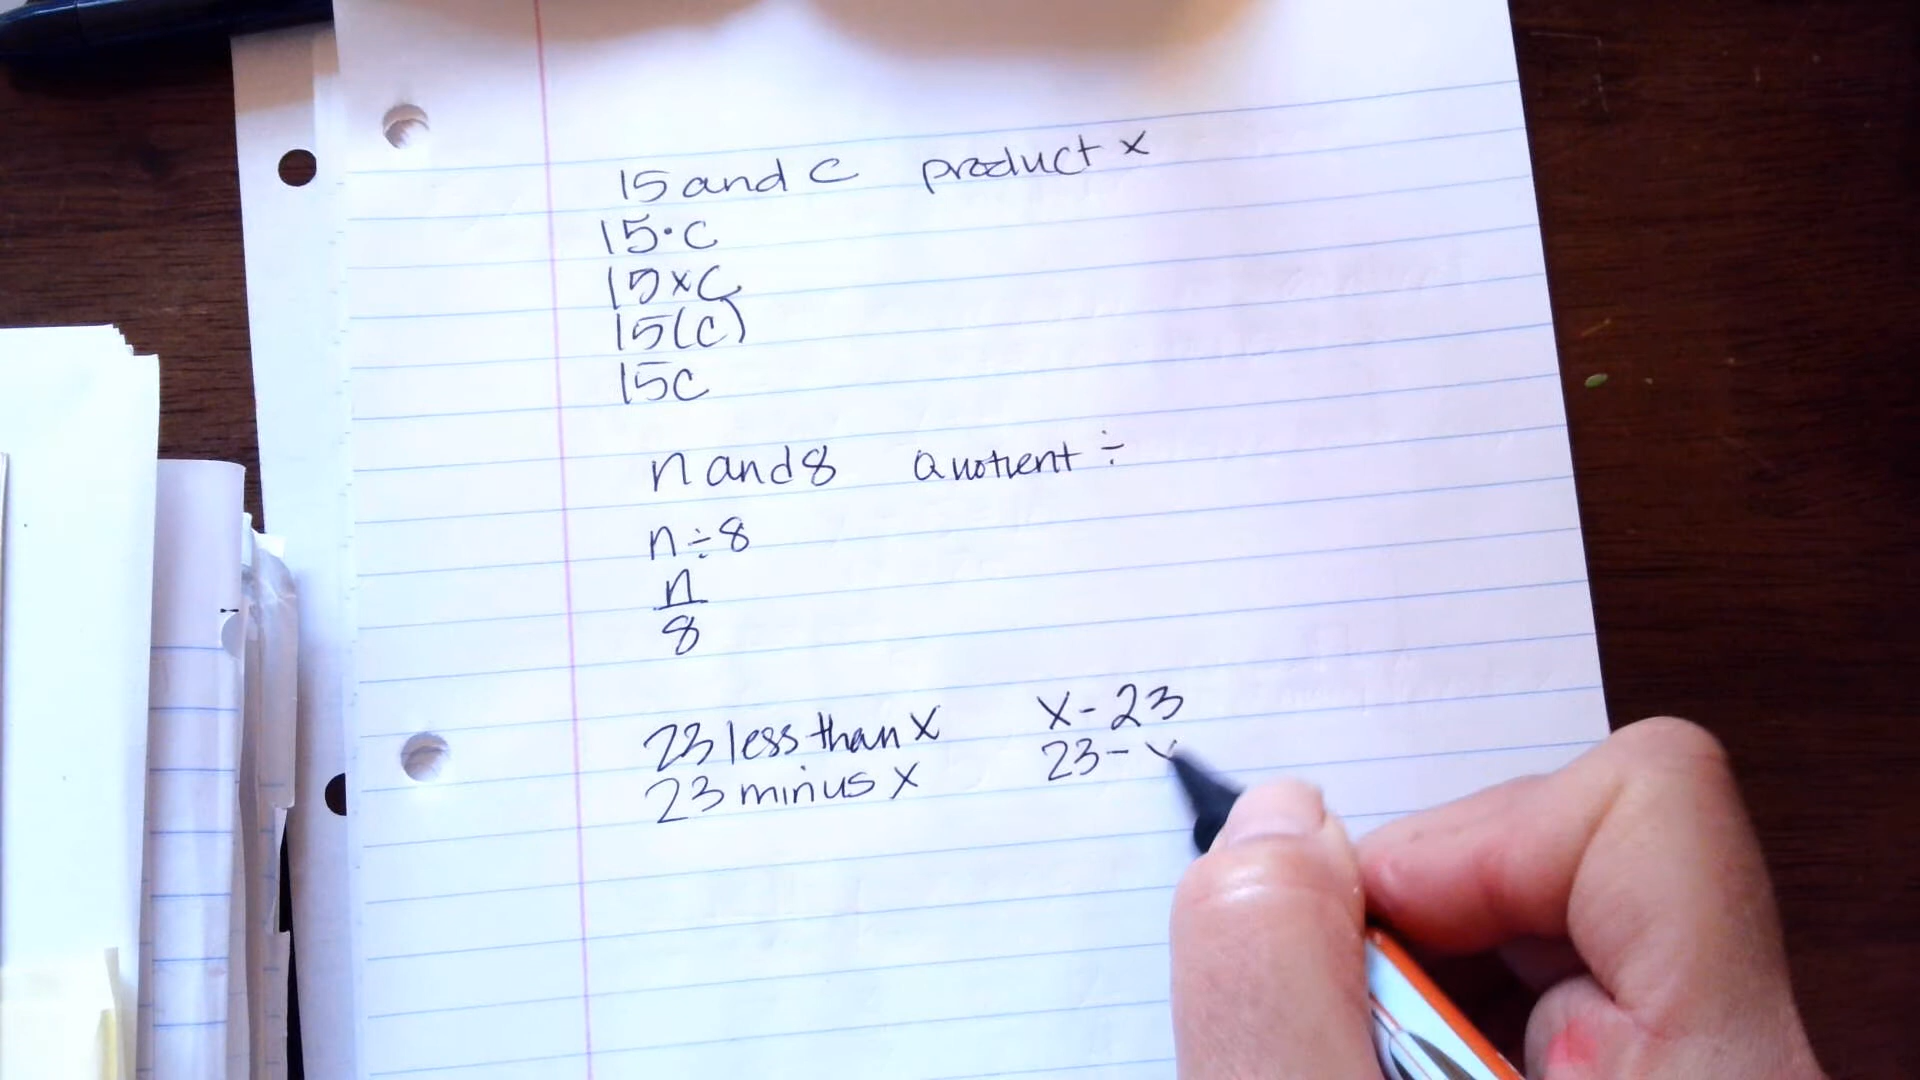 15 and c product ×
15·c
15×c
15(c)
15c
n and 8 Quotient ÷
n÷8
n
8
23 less than x x-23
23 minus x 23-